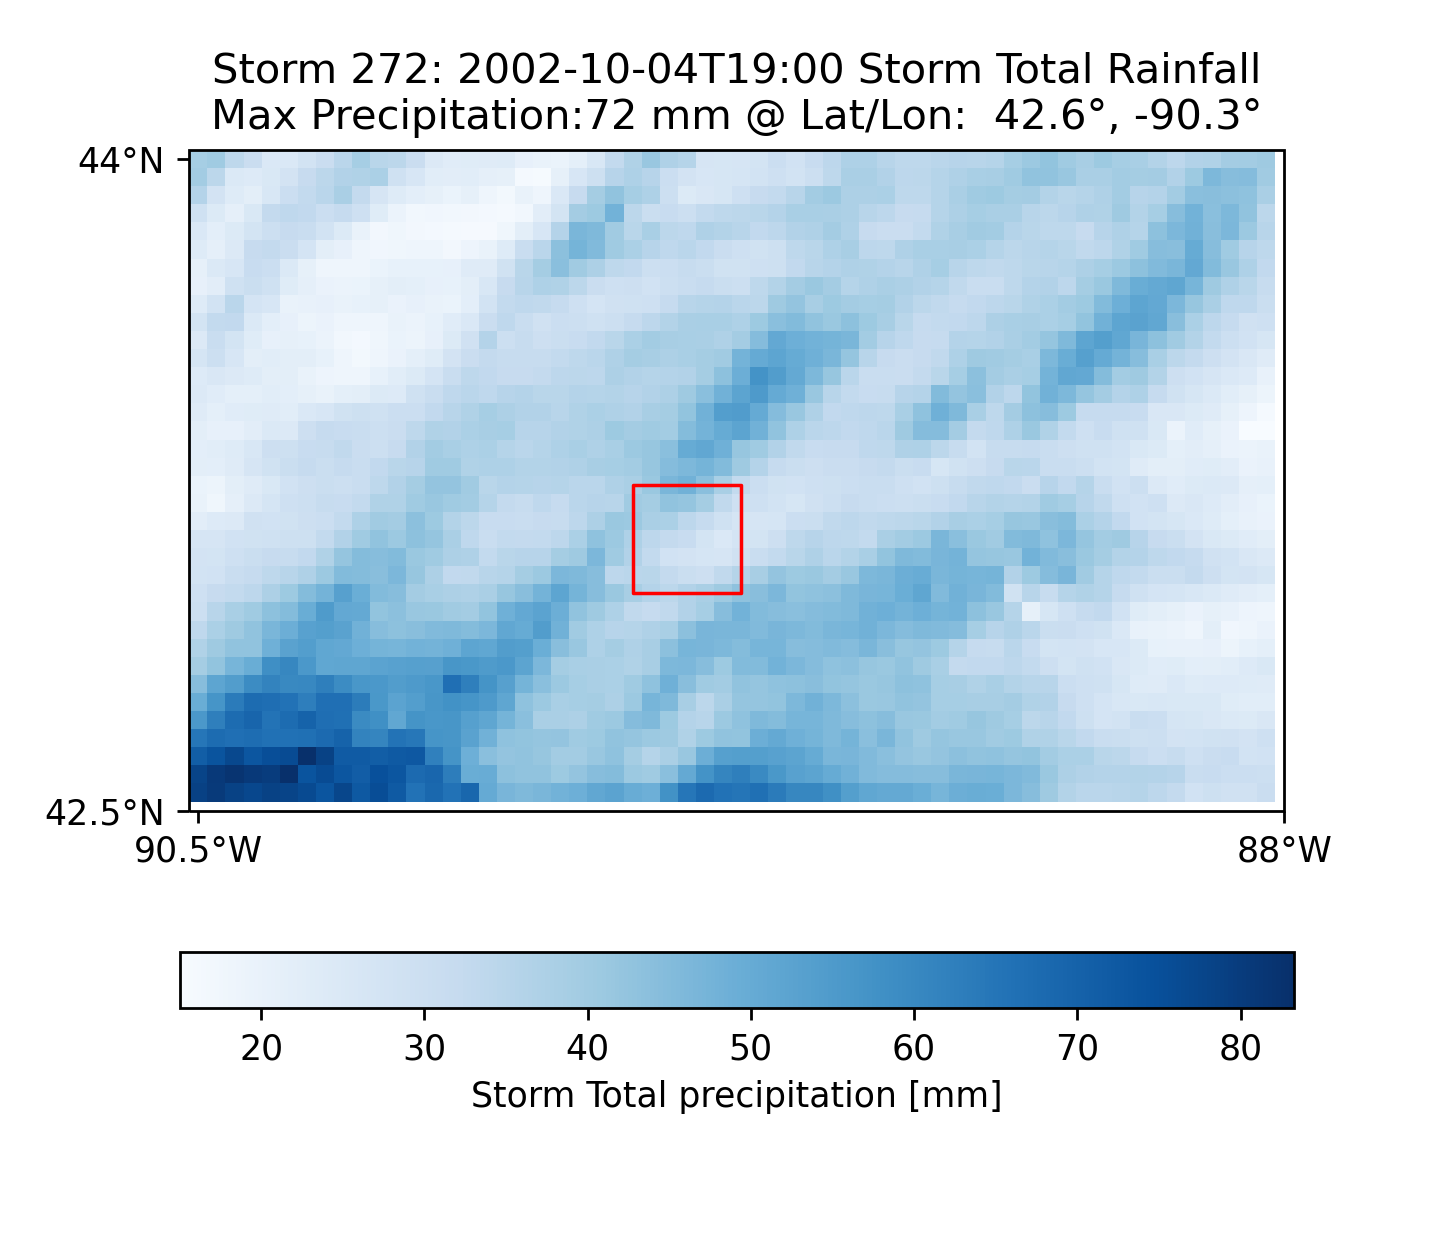 Storm 272: 2002-10-04T19:00 Storm Total Rainfall
Max Precipitation:72 mm @ Lat/Lon:  42.6°, -90.3°
44°N
42.5°N
90.5°W 88°W
20 30 40 50 60 70 80
Storm Total precipitation [mm]